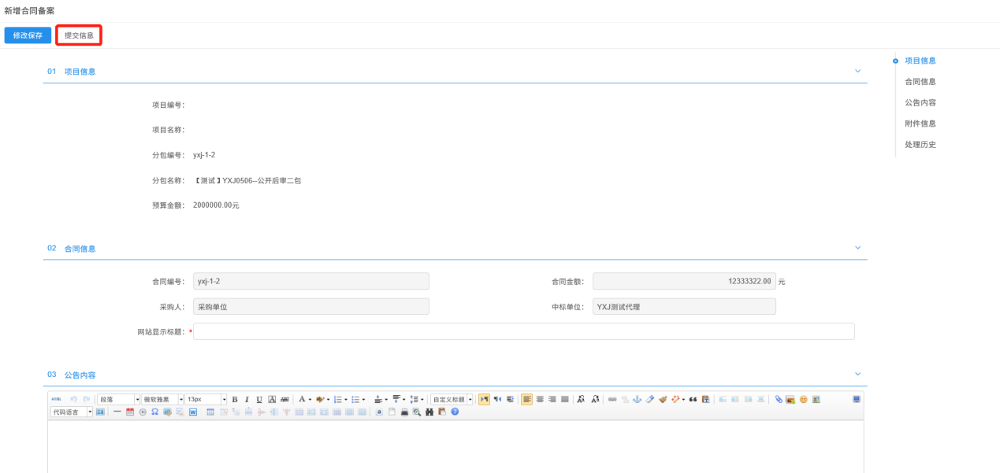 新增合同备案
修改保存 提交信息
01 项目信息
项目编号：
项目名称：
分包编号： yxj-1-2
分包名称： 【测试】YXJ0506--公开后审二包
预算金额： 2000000.00元
02 合同信息
合同编号： yxj-1-2 合同金额： 12333322.00 元
采购人： 采购单位 中标单位： YXJ测试代理
网站显示标题： *
03 公告内容
HTML 段落 微软雅黑 13px B I U A ABC A 自定义标题
代码语言 Ω W a
项目信息
合同信息
公告内容
附件信息
处理历史